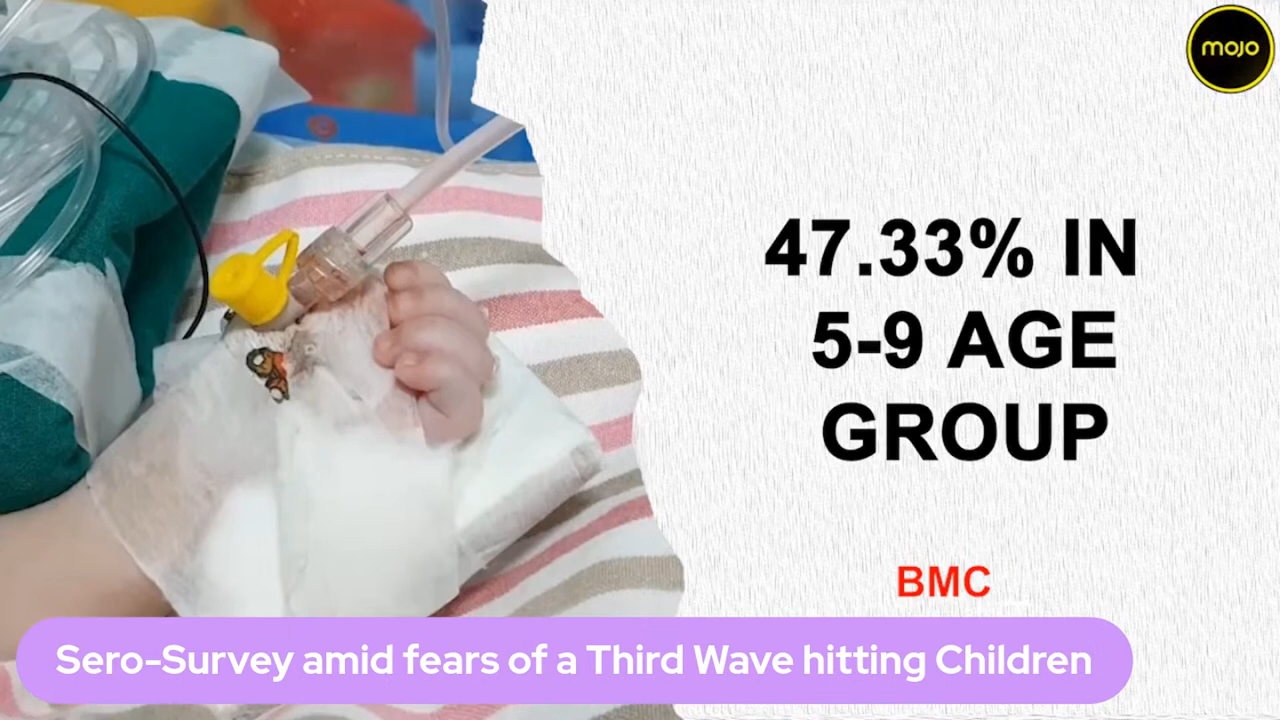 mojo
47.33% IN
5-9 AGE
GROUP
BMC
Sero-Survey amid fears of a Third Wave hitting Children